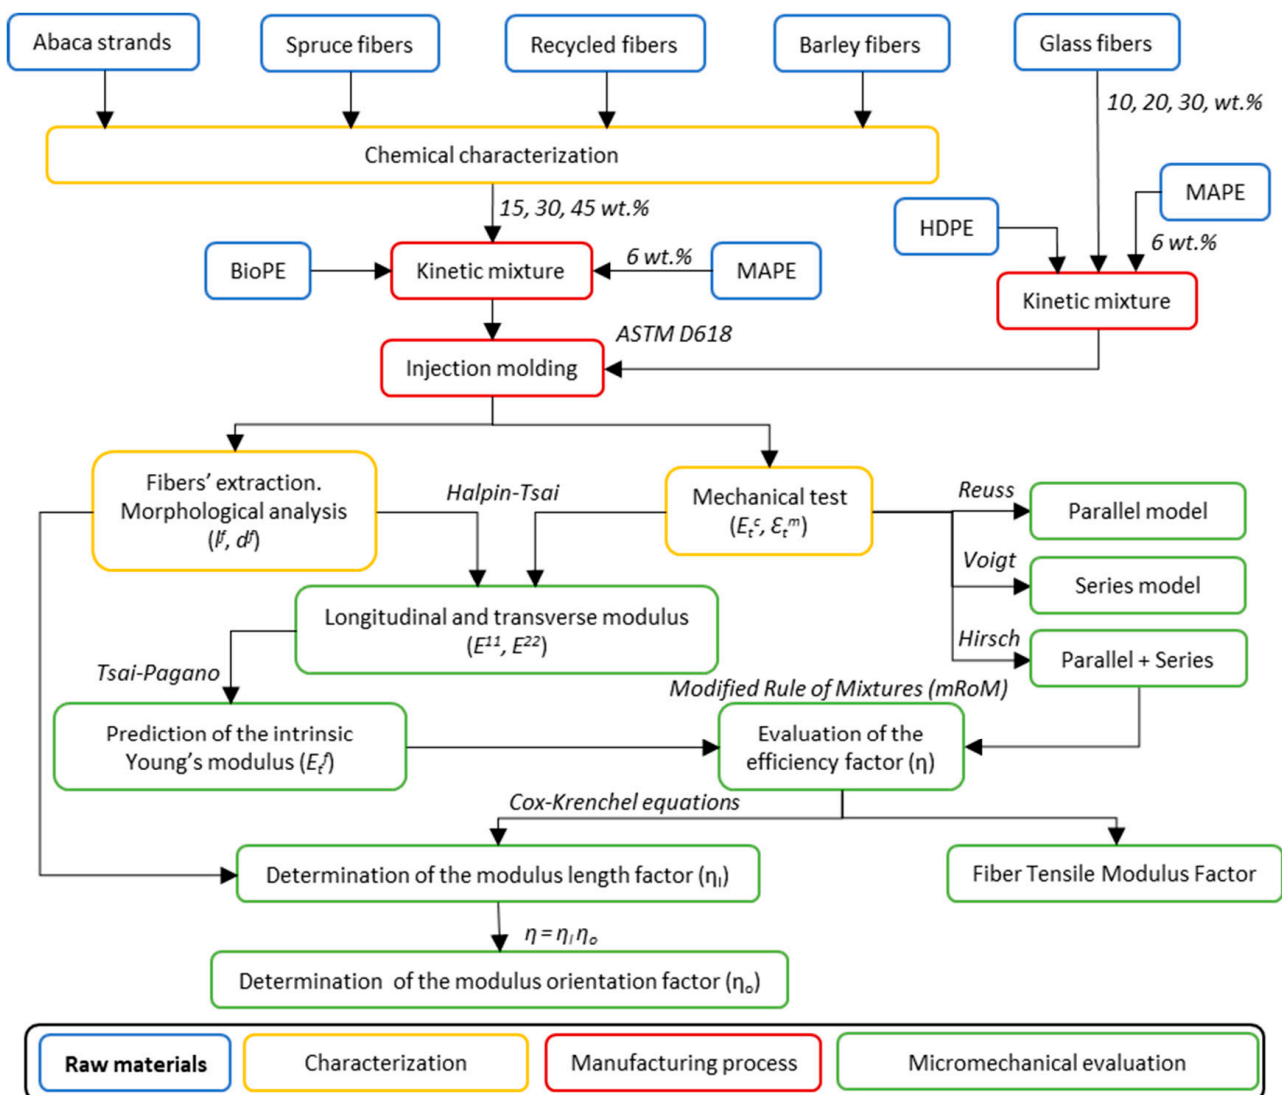 Abaca strands
Spruce fibers
Recycled fibers
Barley fibers
Glass fibers
10, 20, 30, wt.%
Chemical characterization
15, 30, 45 wt.%
MAPE
HDPE
6 wt.%
BioPE
Kinetic mixture
6 wt.%
MAPE
Kinetic mixture
ASTM D618
Injection molding
Fibers’ extraction.
Morphological analysis
(lᶠ, dᶠ)
Halpin-Tsai
Mechanical test
(Eₜᶜ, Ɛₜᵐ)
Reuss
Parallel model
Voigt
Series model
Hirsch
Parallel + Series
Longitudinal and transverse modulus
(E¹¹, E²²)
Tsai-Pagano
Modified Rule of Mixtures (mRoM)
Prediction of the intrinsic
Young’s modulus (Eₜᶠ)
Evaluation of the
efficiency factor (η)
Cox-Krenchel equations
Determination of the modulus length factor (ηₗ)
Fiber Tensile Modulus Factor
η = ηₗ ηₒ
Determination of the modulus orientation factor (ηₒ)
Raw materials
Characterization
Manufacturing process
Micromechanical evaluation